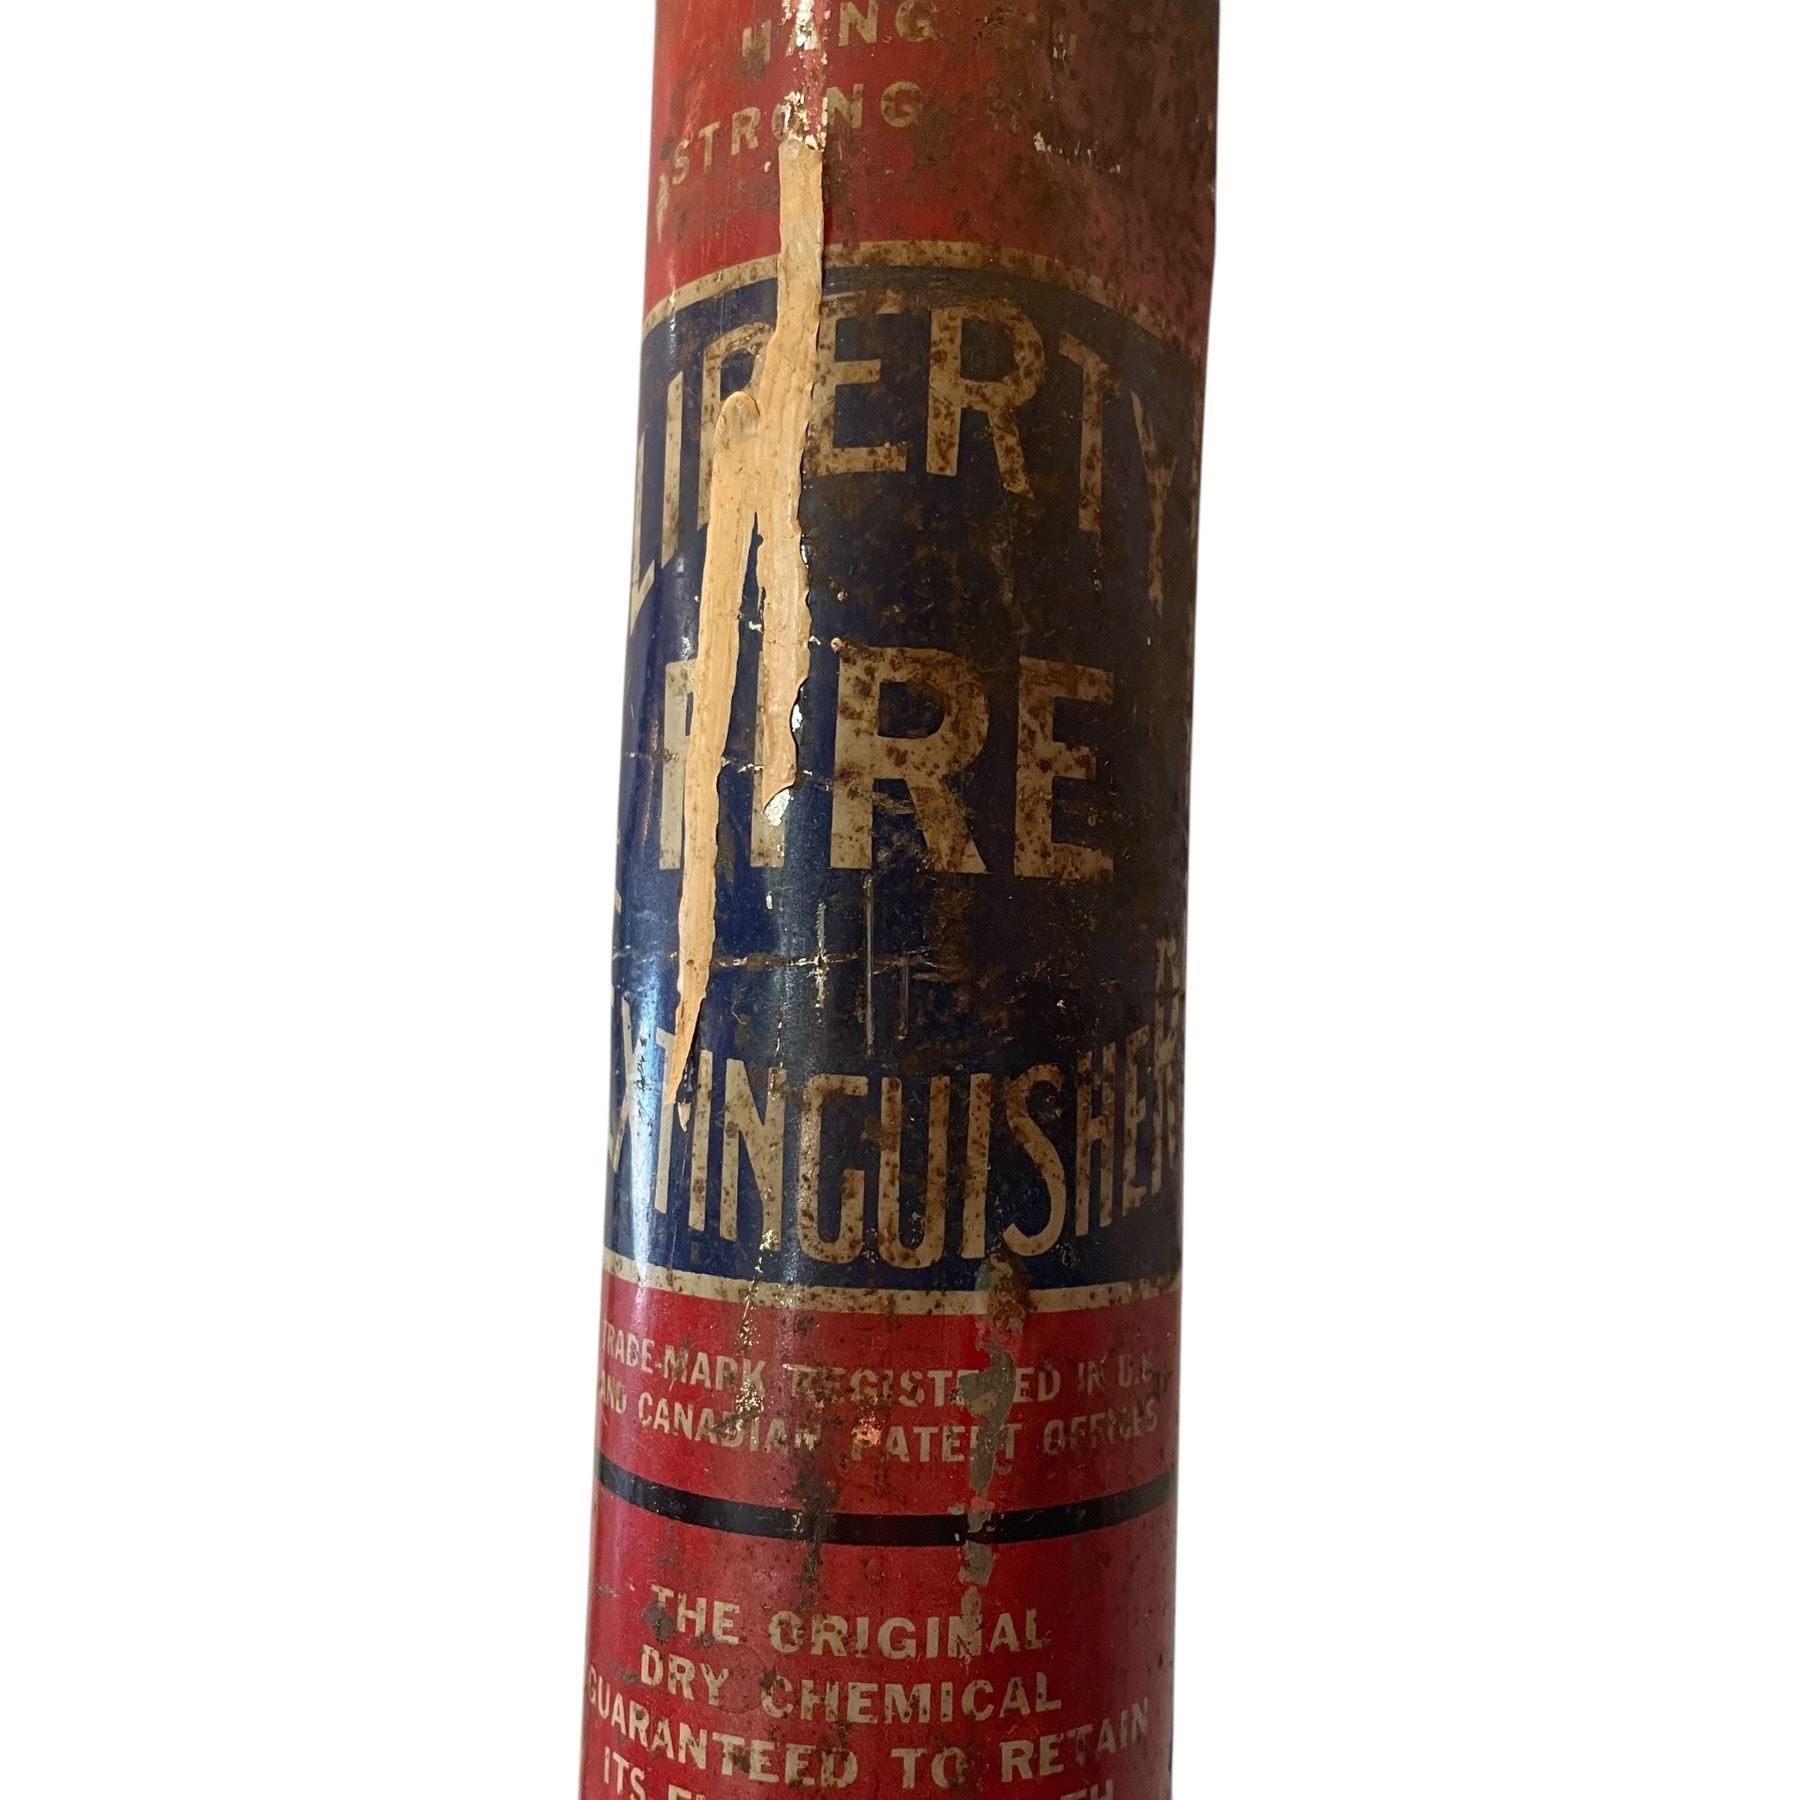 HANG
STRONG
LIBERTY
FIRE
EXTINGUISHER
TRADE-MARK REGISTERED IN U.S.
AND CANADIAN PATENT OFFICES
THE ORIGINAL
DRY CHEMICAL
GUARANTEED TO RETAIN
ITS